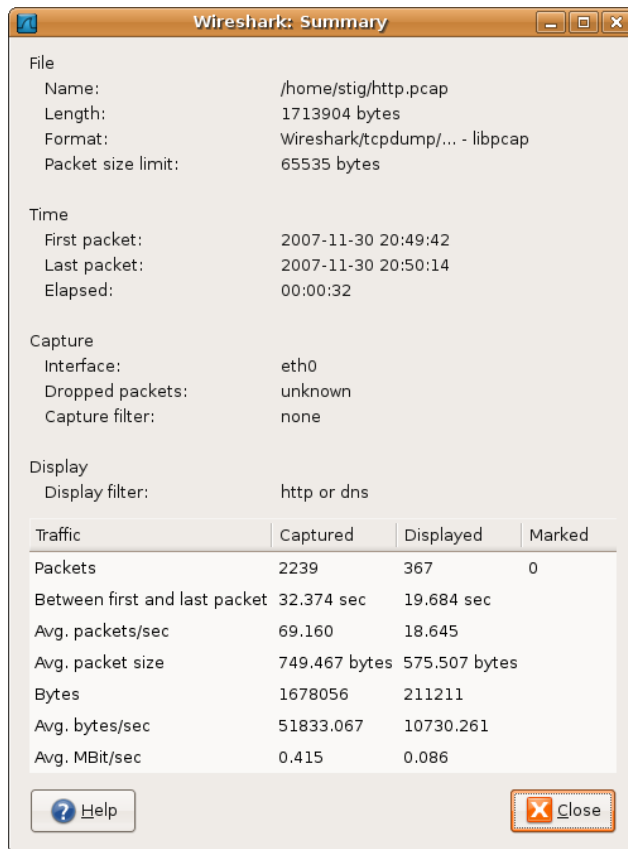 Wireshark: Summary
File
Name: /home/stig/http.pcap
Length: 1713904 bytes
Format: Wireshark/tcpdump/... - libpcap
Packet size limit: 65535 bytes
Time
First packet: 2007-11-30 20:49:42
Last packet: 2007-11-30 20:50:14
Elapsed: 00:00:32
Capture
Interface: eth0
Dropped packets: unknown
Capture filter: none
Display
Display filter: http or dns
Traffic Captured Displayed Marked
Packets 2239 367 0
Between first and last packet 32.374 sec 19.684 sec
Avg. packets/sec 69.160 18.645
Avg. packet size 749.467 bytes 575.507 bytes
Bytes 1678056 211211
Avg. bytes/sec 51833.067 10730.261
Avg. MBit/sec 0.415 0.086
Help Close